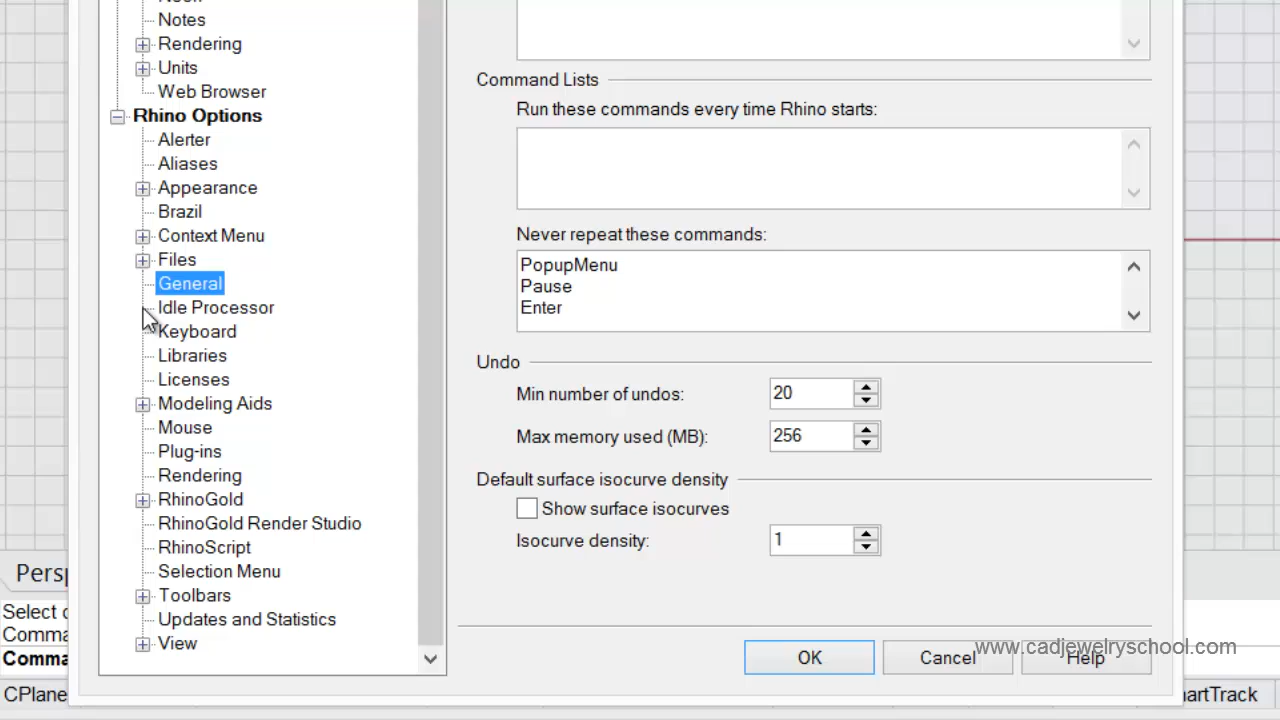 Notes
Rendering
Units
Web Browser
Rhino Options
Alerter
Aliases
Appearance
Brazil
Context Menu
Files
General
Idle Processor
Keyboard
Libraries
Licenses
Modeling Aids
Mouse
Plug-ins
Rendering
RhinoGold
RhinoGold Render Studio
RhinoScript
Selection Menu
Toolbars
Updates and Statistics
View
Command Lists
Run these commands every time Rhino starts:
Never repeat these commands:
PopupMenu
Pause
Enter
Undo
Min number of undos: 20
Max memory used (MB): 256
Default surface isocurve density
Show surface isocurves
Isocurve density: 1
OK Cancel Help
www.cadjewelryschool.com
Persp
Select
Comma
Comma
CPlane
artTrack